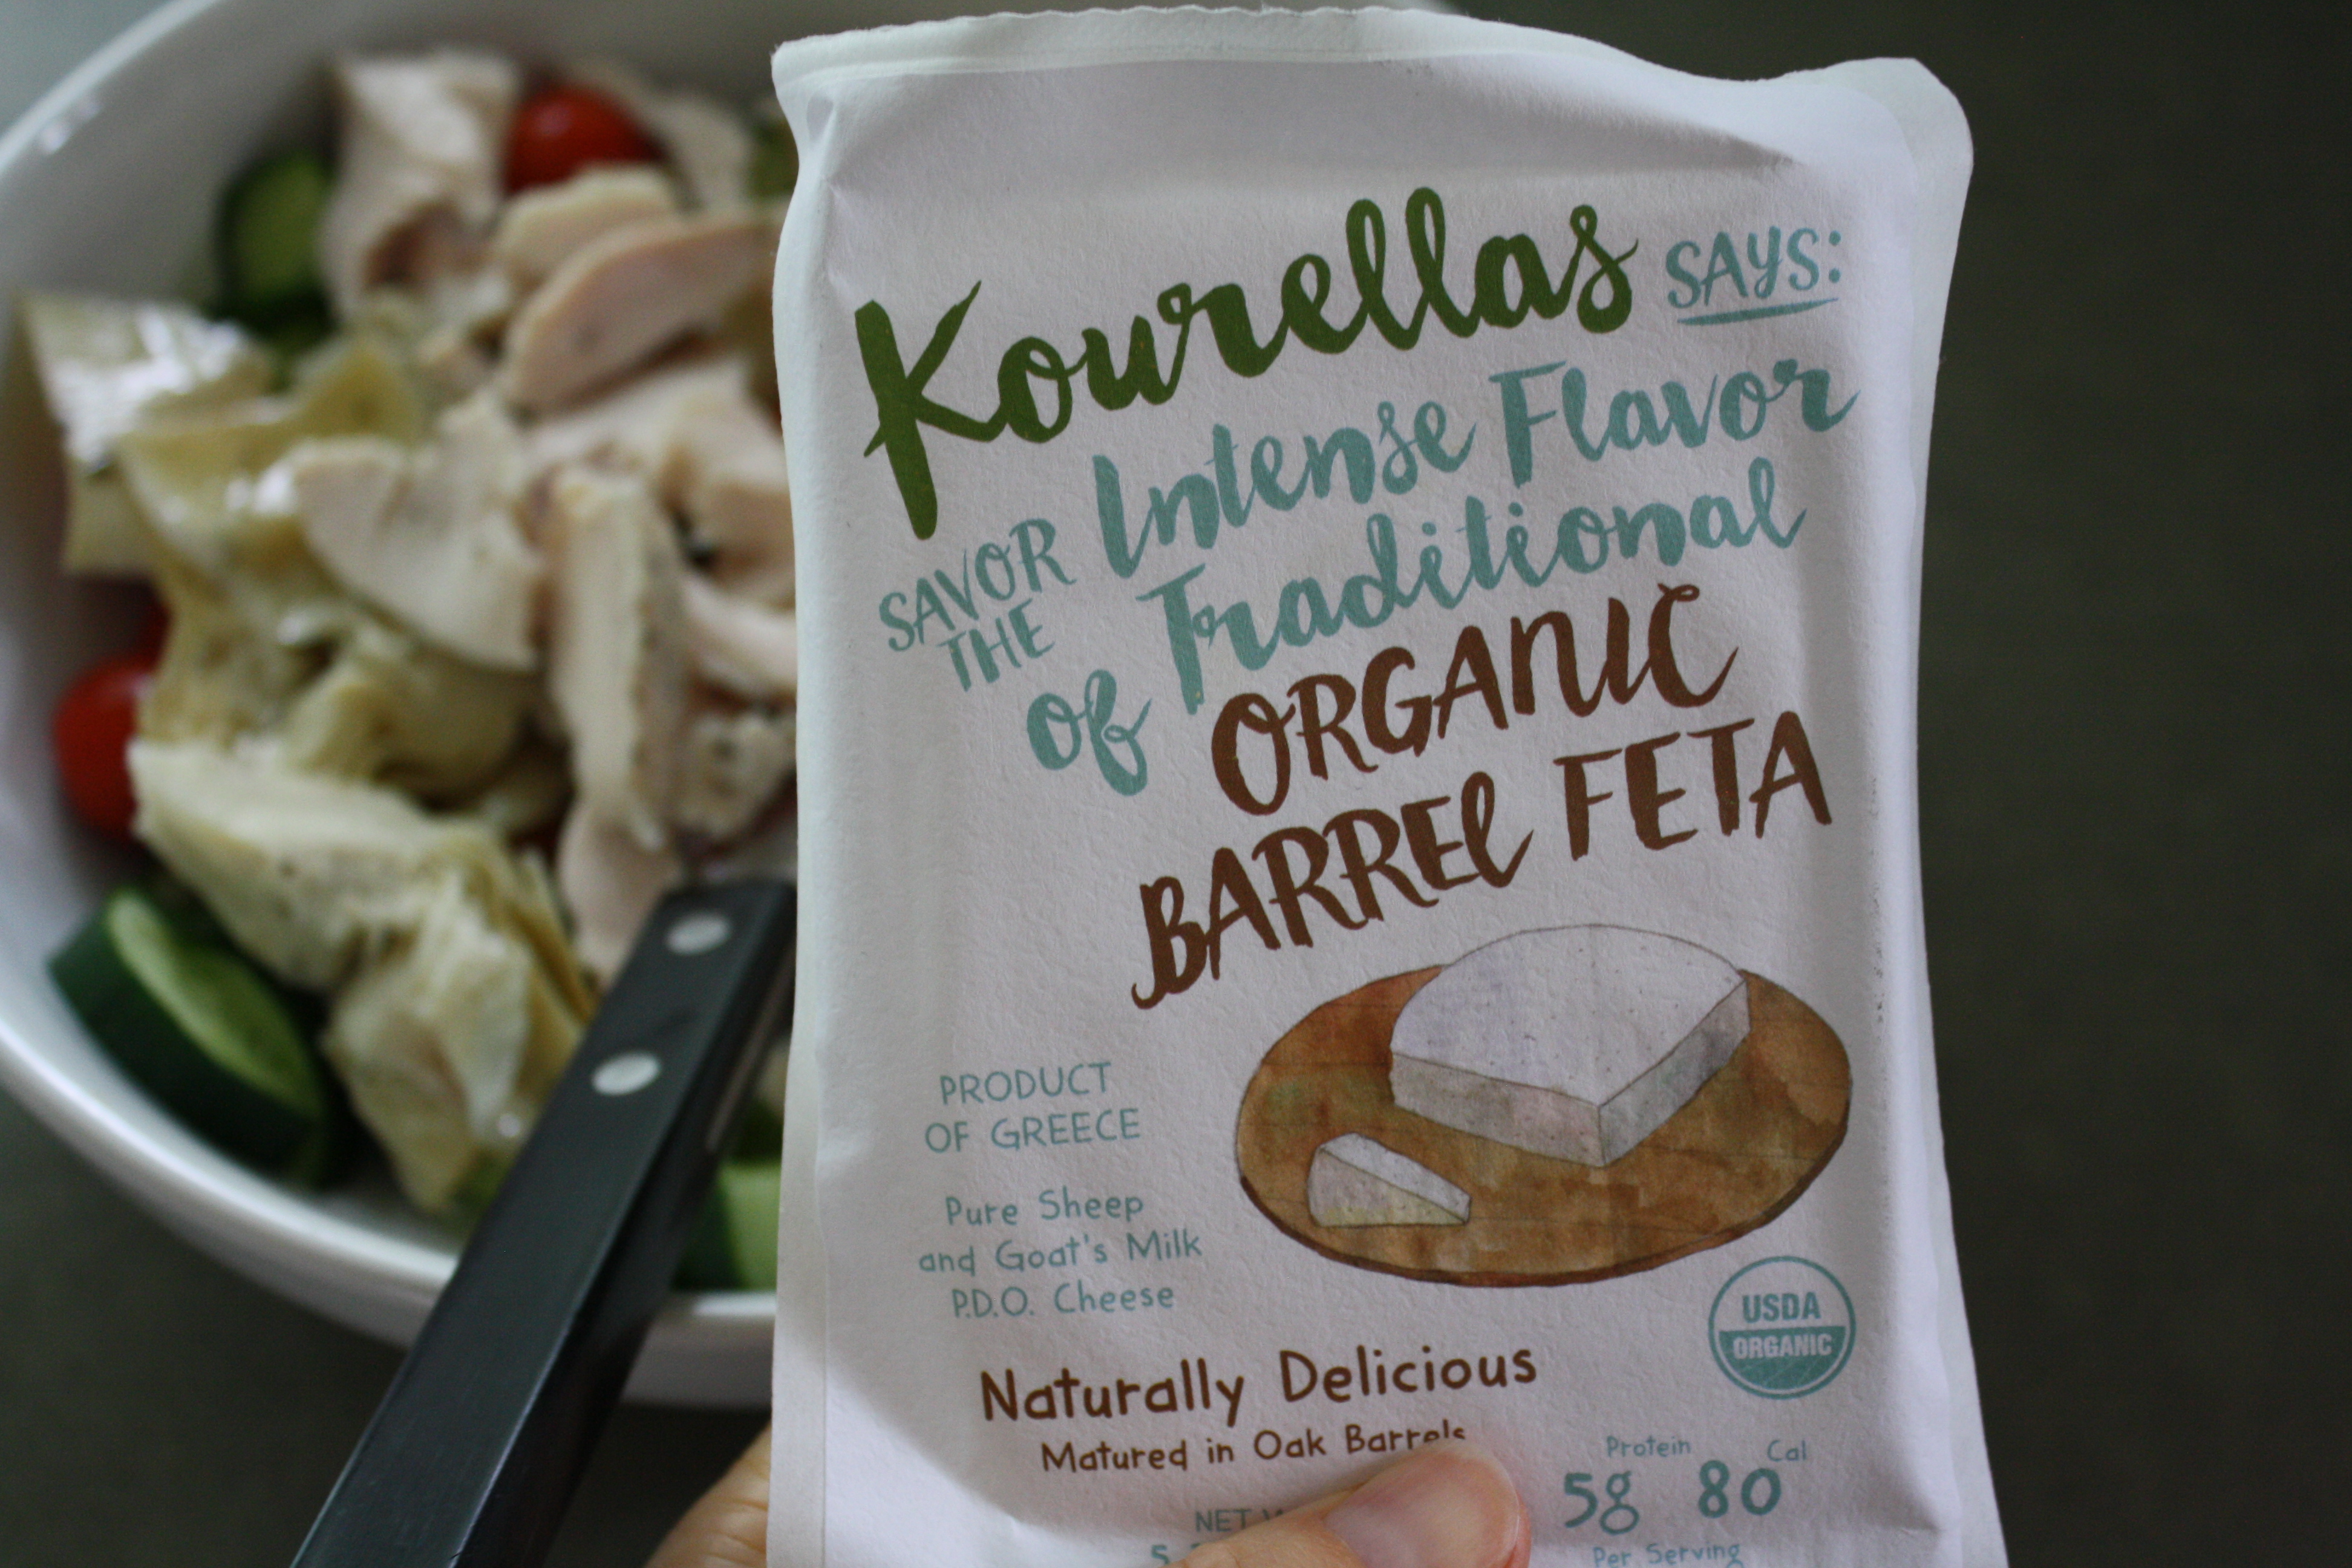 Kourellas SAYS:
SAVOR THE Intense Flavor
of Traditional
ORGANIC
BARREL FETA
PRODUCT
OF GREECE
Pure Sheep
and Goat's Milk
P.D.O. Cheese
USDA
ORGANIC
Naturally Delicious
Matured in Oak Barrels
Protein Cal
5g 80
Per Serving
NET